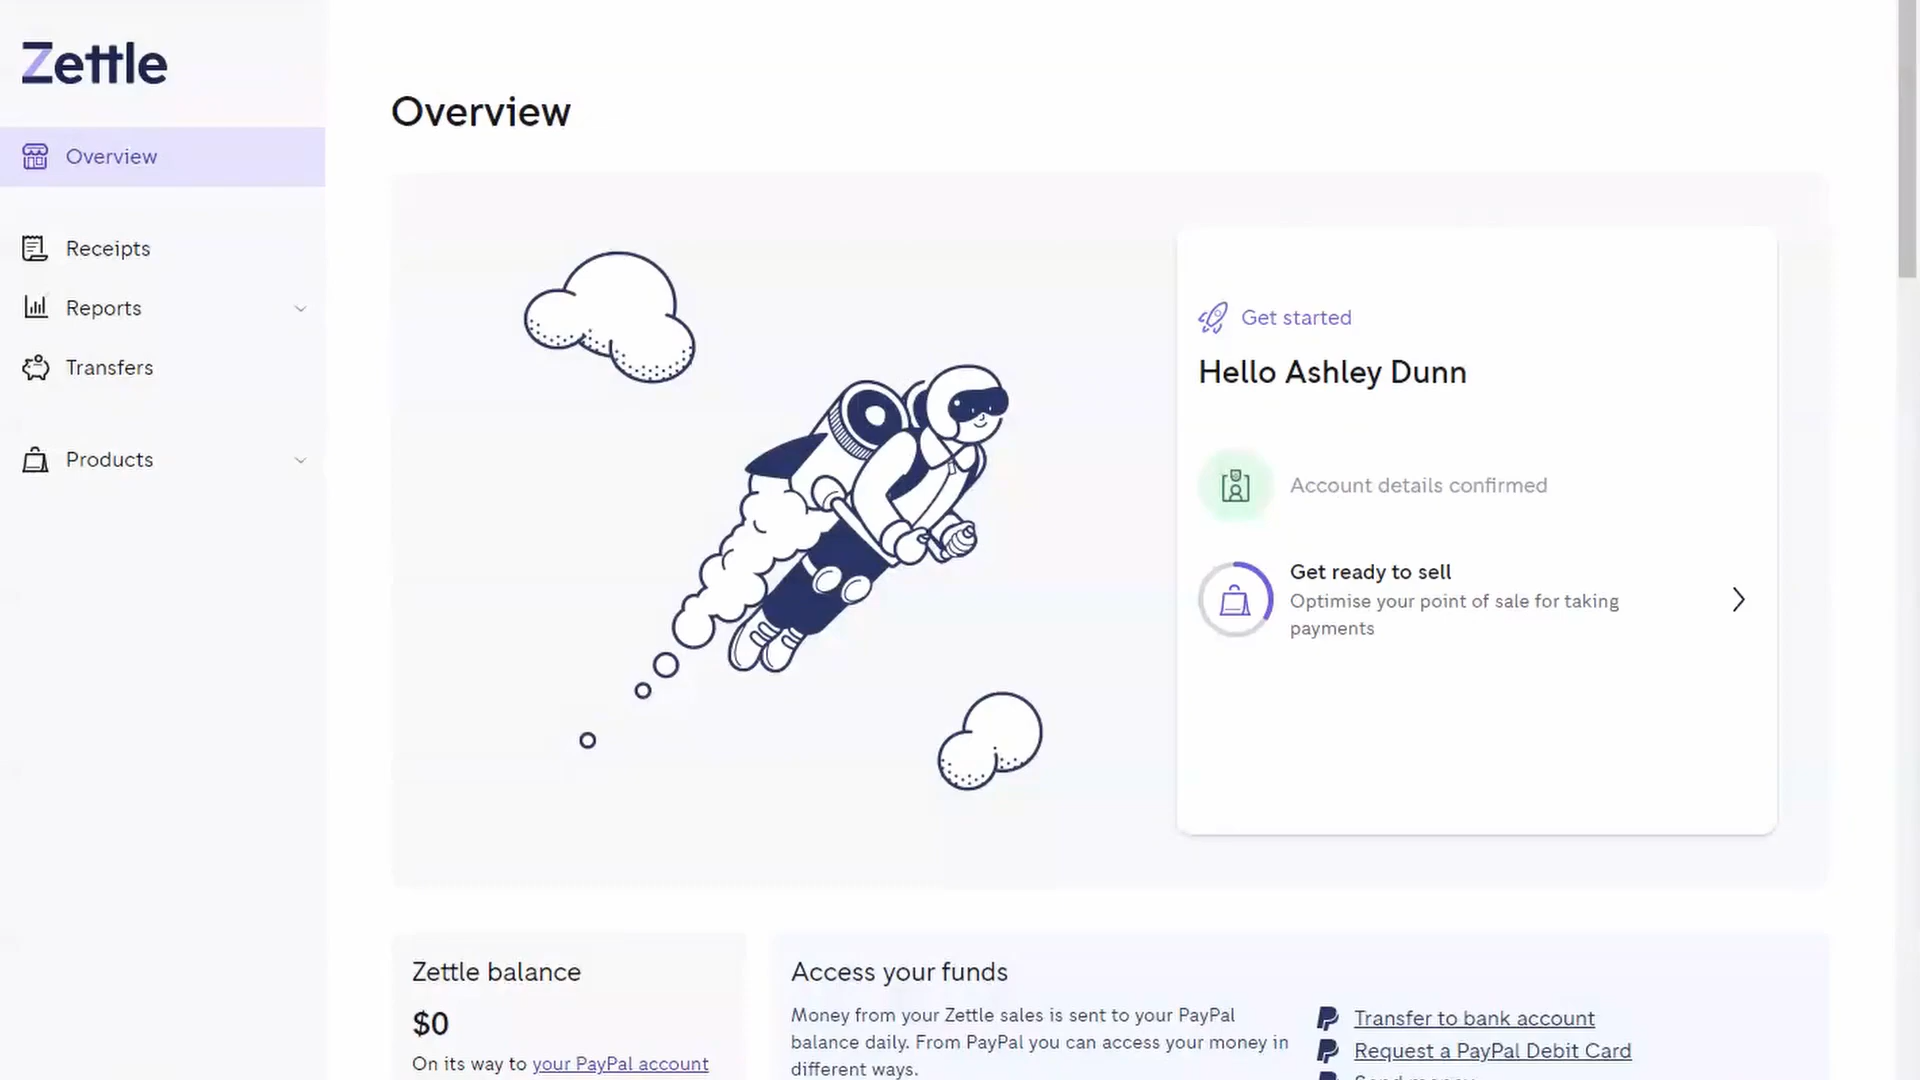 Zettle
Overview
Receipts
Reports
Transfers
Products
Overview
Get started
Hello Ashley Dunn
Account details confirmed
Get ready to sell
Optimise your point of sale for taking
payments
Zettle balance
$0
On its way to your PayPal account
Access your funds
Money from your Zettle sales is sent to your PayPal
balance daily. From PayPal you can access your money in
different ways.
Transfer to bank account
Request a PayPal Debit Card
Send money